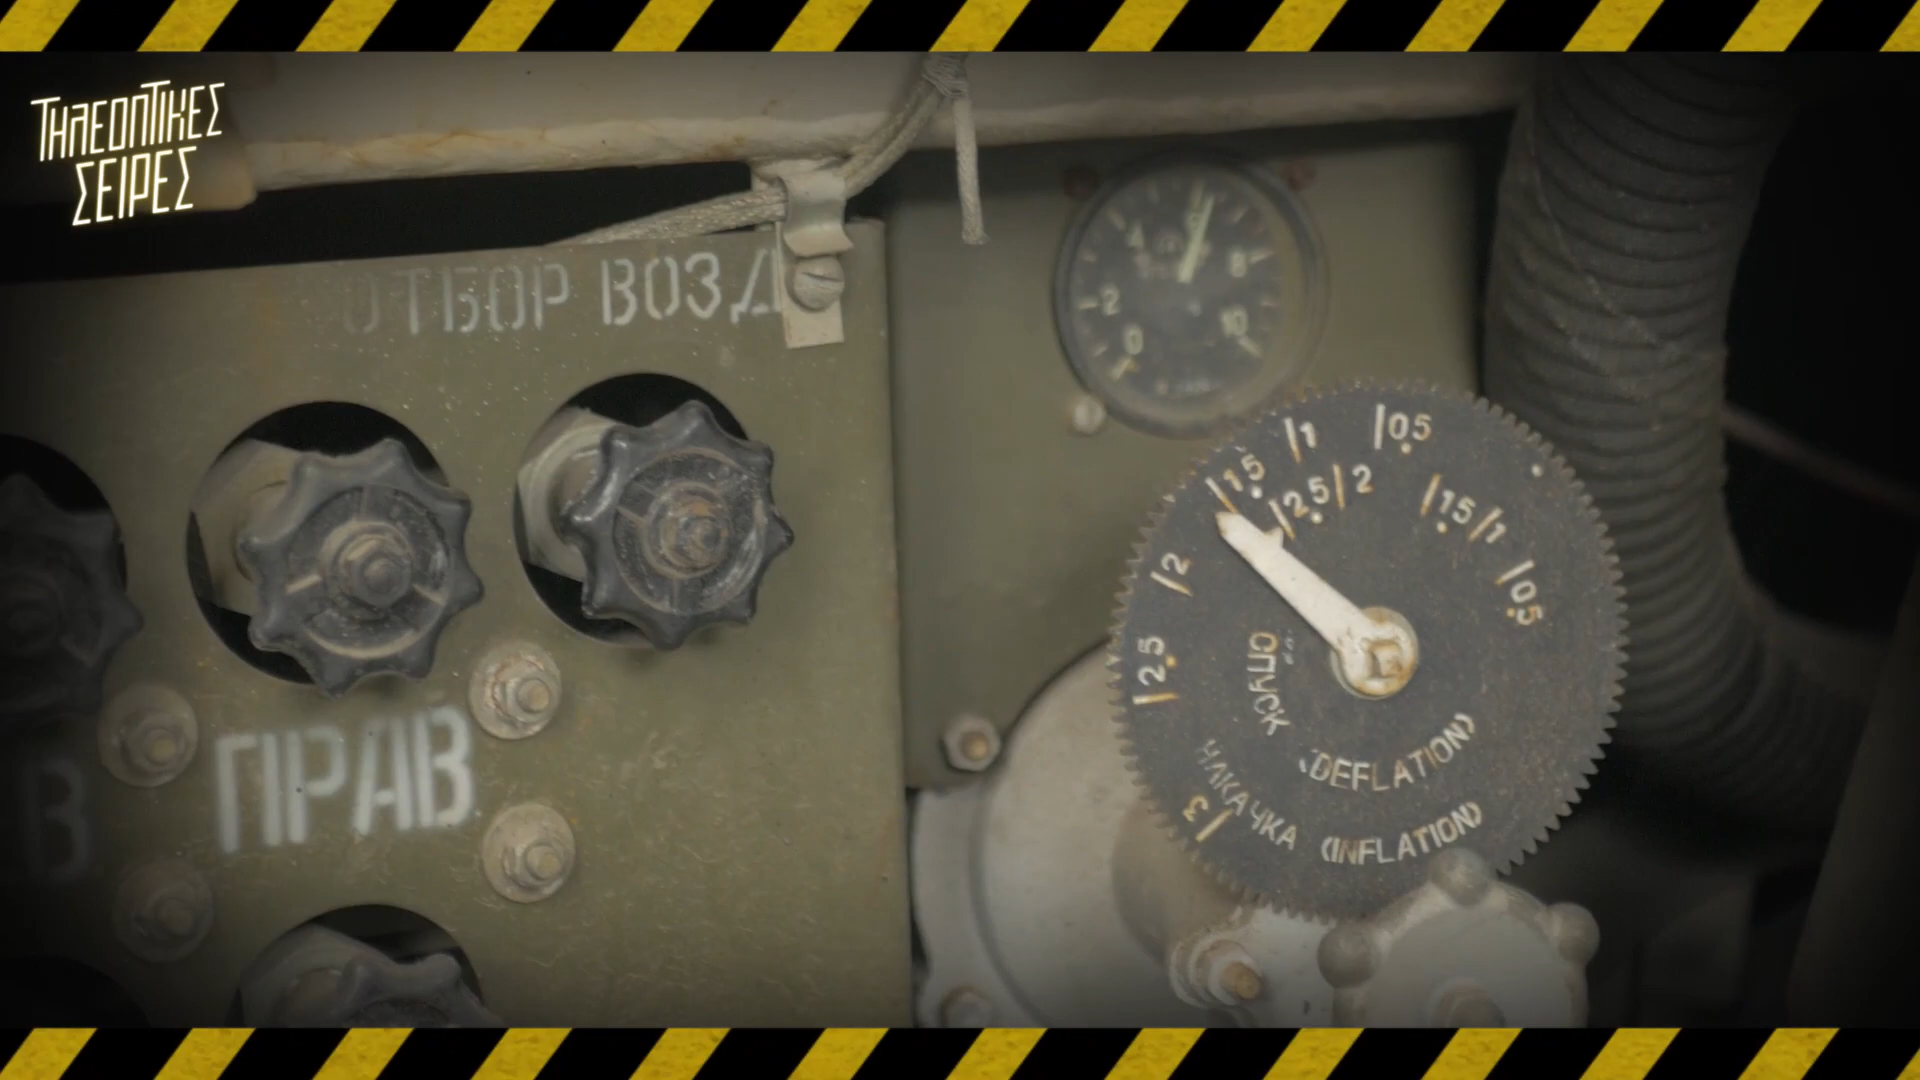 ΤΗΛΕΟΠΤΙΚΕΣ
ΣΕΙΡΕΣ
ОТБОР ВОЗД
4 6 8
2
0 10
1 0,5
1,5 2,5 2 1,5 1
2 0,5
2,5
3
СПУСК (DEFLATION)
НАКАЧКА (INFLATION)
ПРАВ
В